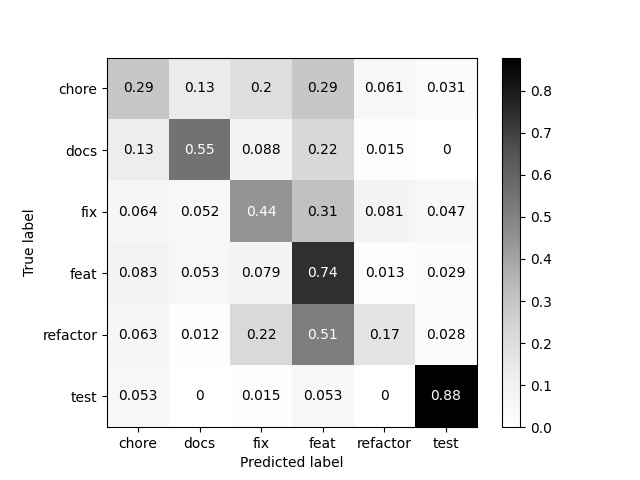 chore 0.29 0.13 0.2 0.29 0.061 0.031
docs 0.13 0.55 0.088 0.22 0.015 0
fix 0.064 0.052 0.44 0.31 0.081 0.047
feat 0.083 0.053 0.079 0.74 0.013 0.029
refactor 0.063 0.012 0.22 0.51 0.17 0.028
test 0.053 0 0.015 0.053 0 0.88
chore docs fix feat refactor test
Predicted label
True label
0.8
0.7
0.6
0.5
0.4
0.3
0.2
0.1
0.0